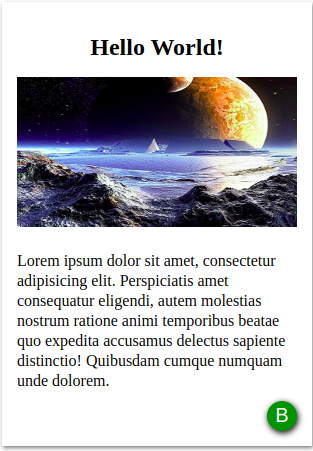 Hello World!
Lorem ipsum dolor sit amet, consectetur
adipisicing elit. Perspiciatis amet
consequatur eligendi, autem molestias
nostrum ratione animi temporibus beatae
quo expedita accusamus delectus sapiente
distinctio! Quibusdam cumque numquam
unde dolorem.
B